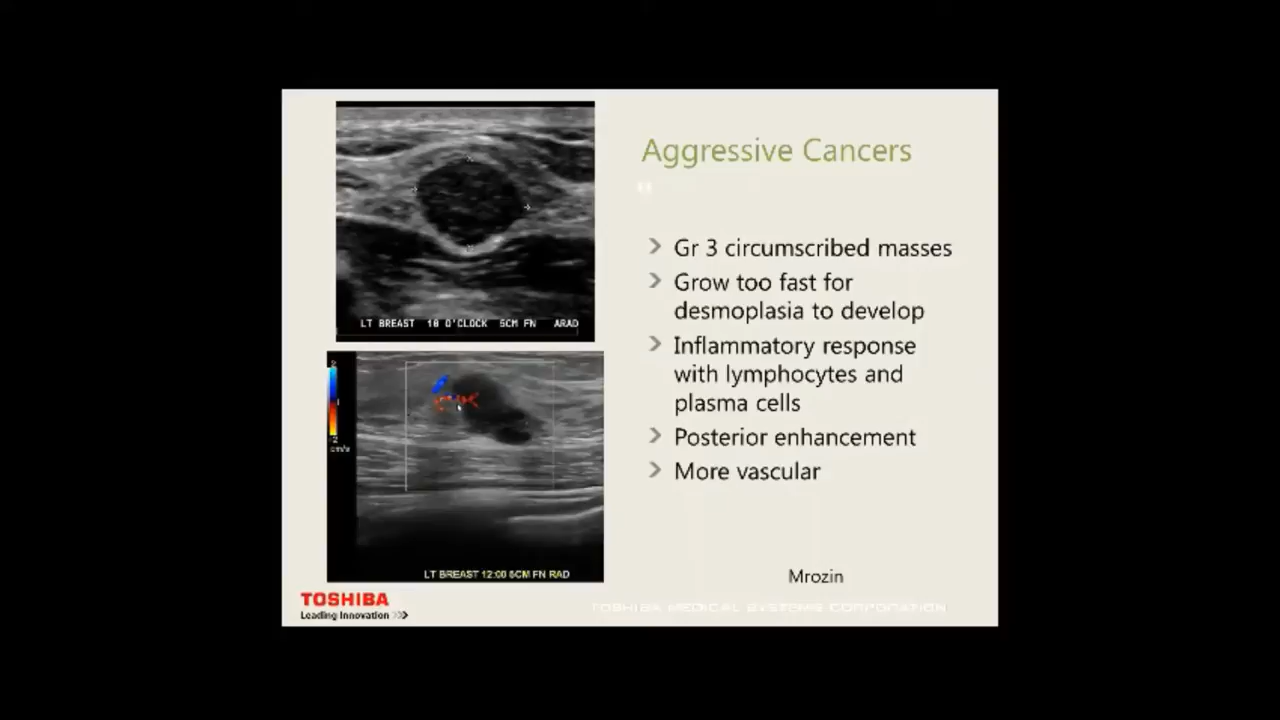 Aggressive Cancers
Gr 3 circumscribed masses
Grow too fast for
desmoplasia to develop
Inflammatory response
with lymphocytes and
plasma cells
Posterior enhancement
More vascular
Mrozin
LT BREAST 10 O'CLOCK 5CM FN ARAD
cm/s
LT BREAST 12:00 6CM FN RAD
TOSHIBA
Leading Innovation >>>
TOSHIBA MEDICAL SYSTEMS CORPORATION